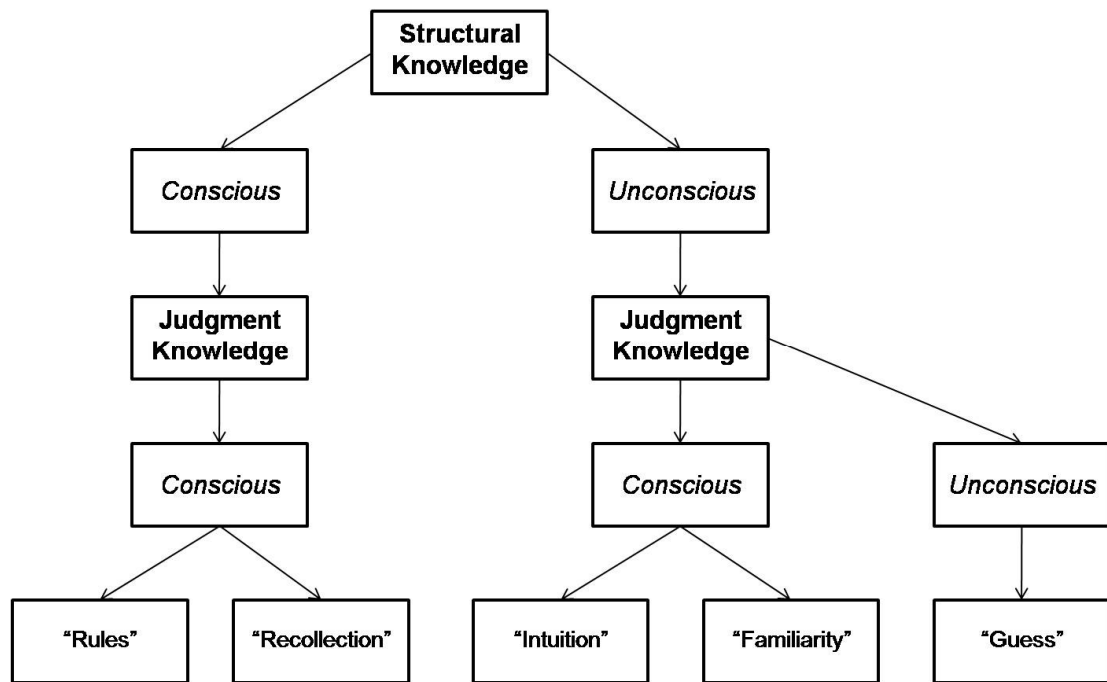 Structural
Knowledge
Conscious
Unconscious
Judgment
Knowledge
Judgment
Knowledge
Conscious
Conscious
Unconscious
“Rules”
“Recollection”
“Intuition”
“Familiarity”
“Guess”